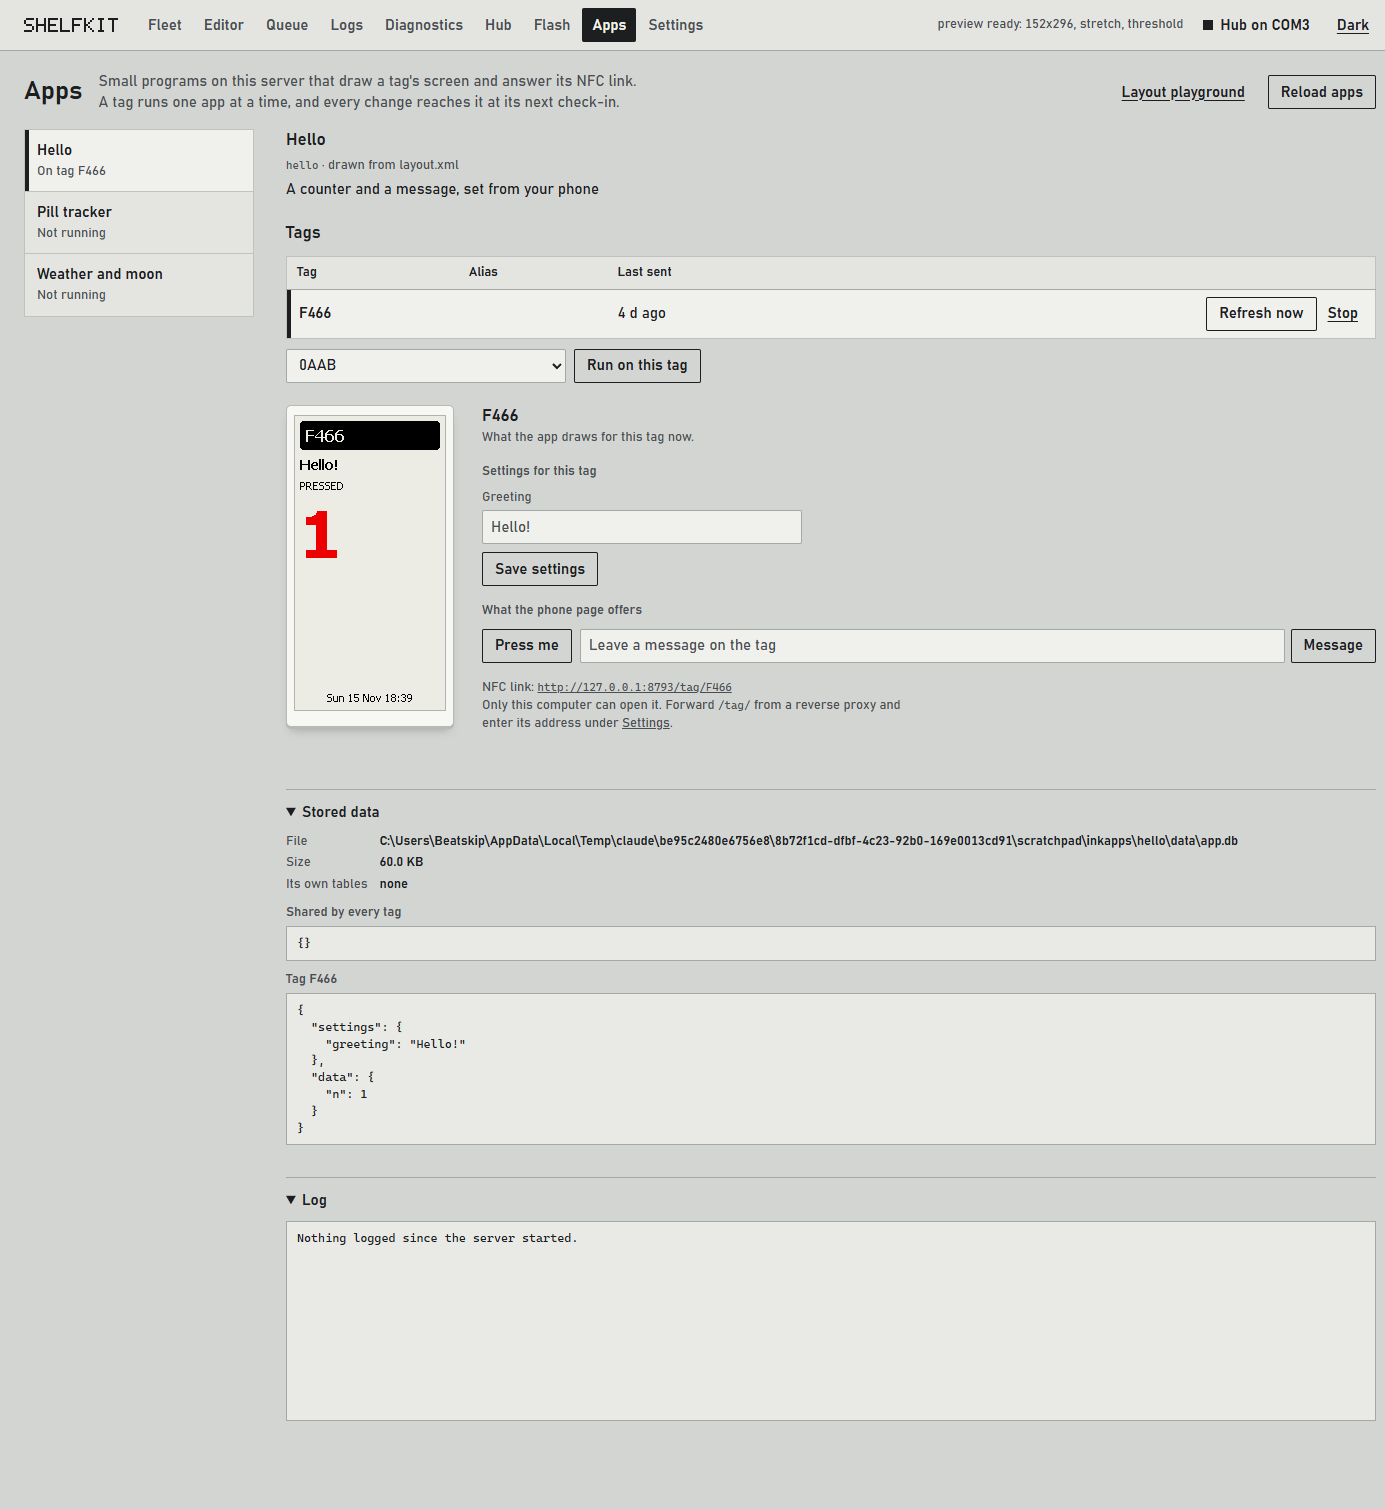 SHELFKIT Fleet Editor Queue Logs Diagnostics Hub Flash Apps Settings preview ready: 152x296, stretch, threshold Hub on COM3 Dark
Apps
Small programs on this server that draw a tag's screen and answer its NFC link.
A tag runs one app at a time, and every change reaches it at its next check-in.
Layout playground Reload apps
Hello
On tag F466
Pill tracker
Not running
Weather and moon
Not running
Hello
hello · drawn from layout.xml
A counter and a message, set from your phone
Tags
Tag Alias Last sent
F466 4 d ago Refresh now Stop
0AAB Run on this tag
F466
Hello!
PRESSED
1
Sun 15 Nov 18:39
F466
What the app draws for this tag now.
Settings for this tag
Greeting
Hello!
Save settings
What the phone page offers
Press me Leave a message on the tag Message
NFC link: http://127.0.0.1:8793/tag/F466
Only this computer can open it. Forward /tag/ from a reverse proxy and
enter its address under Settings.
▼ Stored data
File C:\Users\Beatskip\AppData\Local\Temp\claude\be95c2480e6756e8\8b72f1cd-dfbf-4c23-92b0-169e0013cd91\scratchpad\inkapps\hello\data\app.db
Size 60.0 KB
Its own tables none
Shared by every tag
{}
Tag F466
{
  "settings": {
    "greeting": "Hello!"
  },
  "data": {
    "n": 1
  }
}
▼ Log
Nothing logged since the server started.